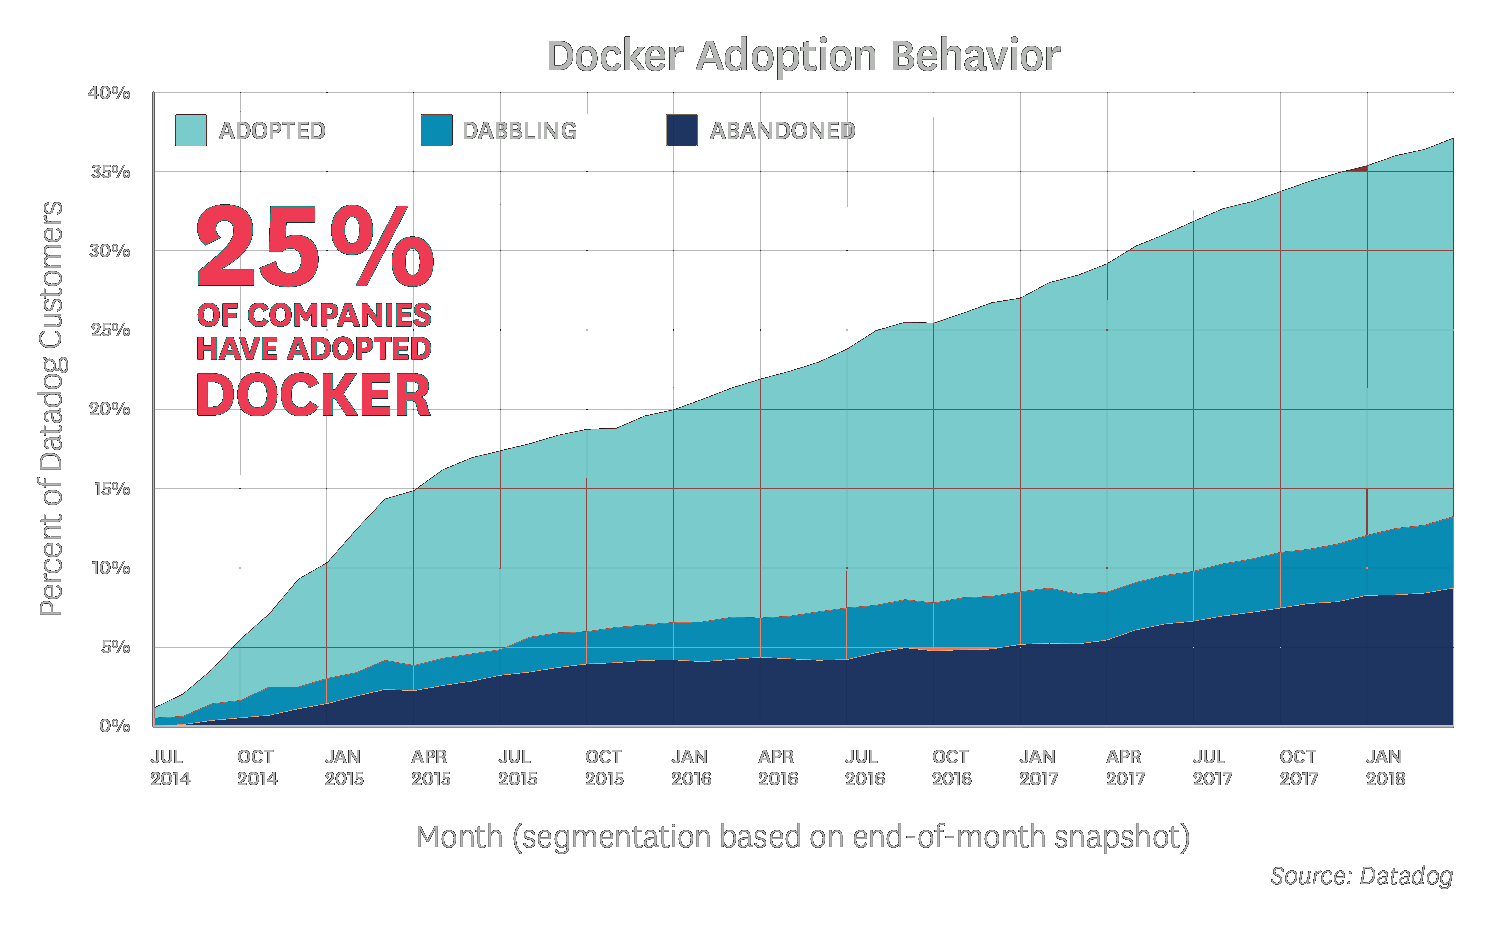 Docker Adoption Behavior
ADOPTED
DABBLING
ABANDONED
25%
OF COMPANIES
HAVE ADOPTED
DOCKER
Percent of Datadog Customers
40%
35%
30%
25%
20%
15%
10%
5%
0%
JUL 2014
OCT 2014
JAN 2015
APR 2015
JUL 2015
OCT 2015
JAN 2016
APR 2016
JUL 2016
OCT 2016
JAN 2017
APR 2017
JUL 2017
OCT 2017
JAN 2018
Month (segmentation based on end-of-month snapshot)
Source: Datadog